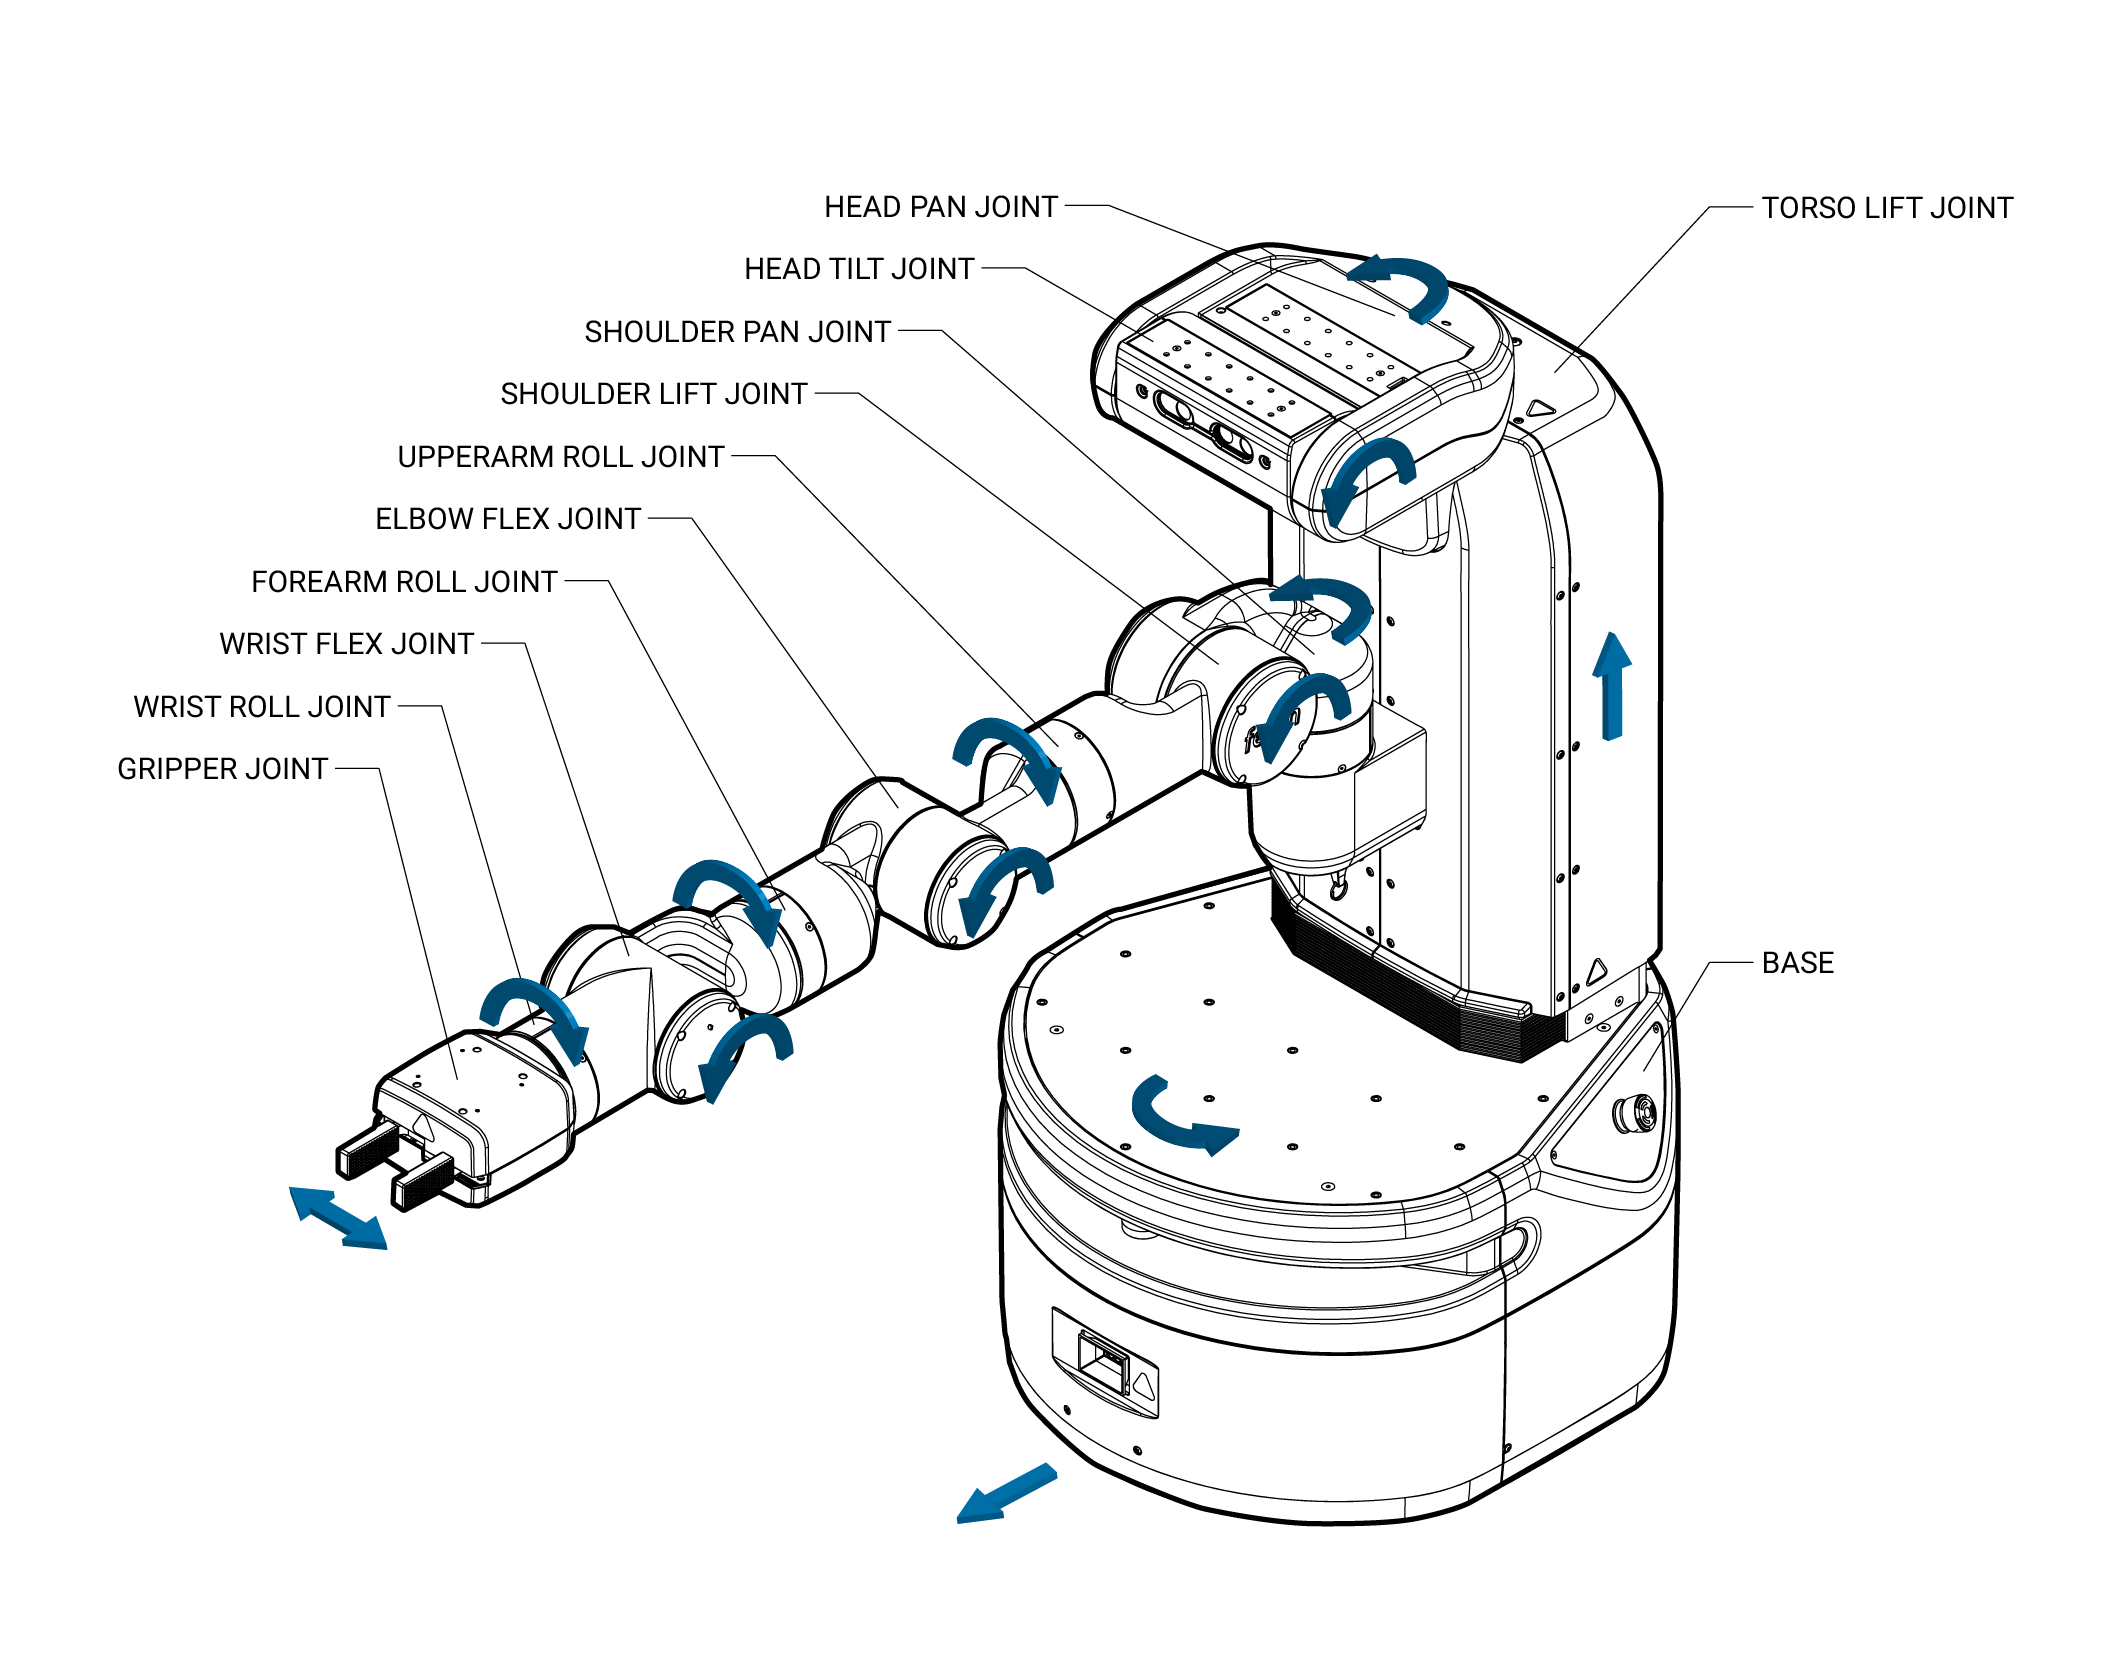 HEAD PAN JOINT
TORSO LIFT JOINT
HEAD TILT JOINT
SHOULDER PAN JOINT
SHOULDER LIFT JOINT
UPPERARM ROLL JOINT
ELBOW FLEX JOINT
FOREARM ROLL JOINT
WRIST FLEX JOINT
WRIST ROLL JOINT
GRIPPER JOINT
BASE